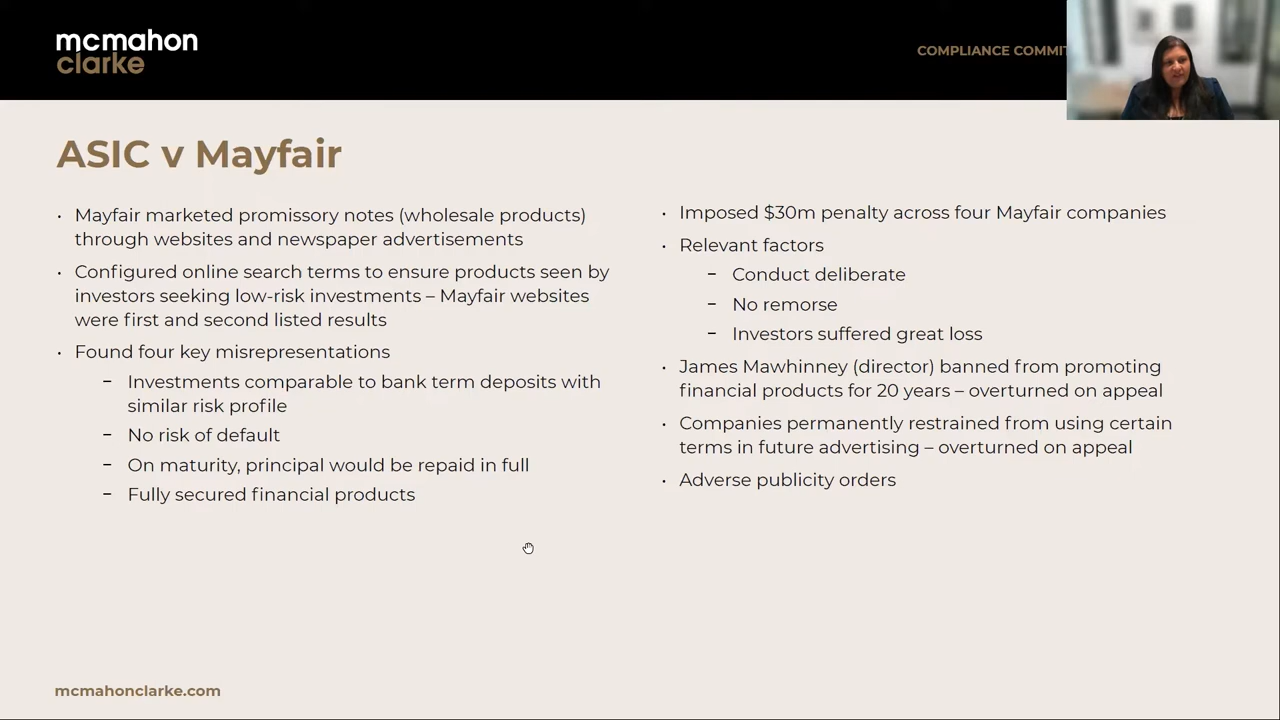 mcmahon
clarke
COMPLIANCE
ASIC v Mayfair
• Mayfair marketed promissory notes (wholesale products)
through websites and newspaper advertisements
• Configured online search terms to ensure products seen by
investors seeking low-risk investments – Mayfair websites
were first and second listed results
• Found four key misrepresentations
− Investments comparable to bank term deposits with
similar risk profile
− No risk of default
− On maturity, principal would be repaid in full
− Fully secured financial products
• Imposed $30m penalty across four Mayfair companies
• Relevant factors
− Conduct deliberate
− No remorse
− Investors suffered great loss
• James Mawhinney (director) banned from promoting
financial products for 20 years – overturned on appeal
• Companies permanently restrained from using certain
terms in future advertising – overturned on appeal
• Adverse publicity orders
mcmahonclarke.com